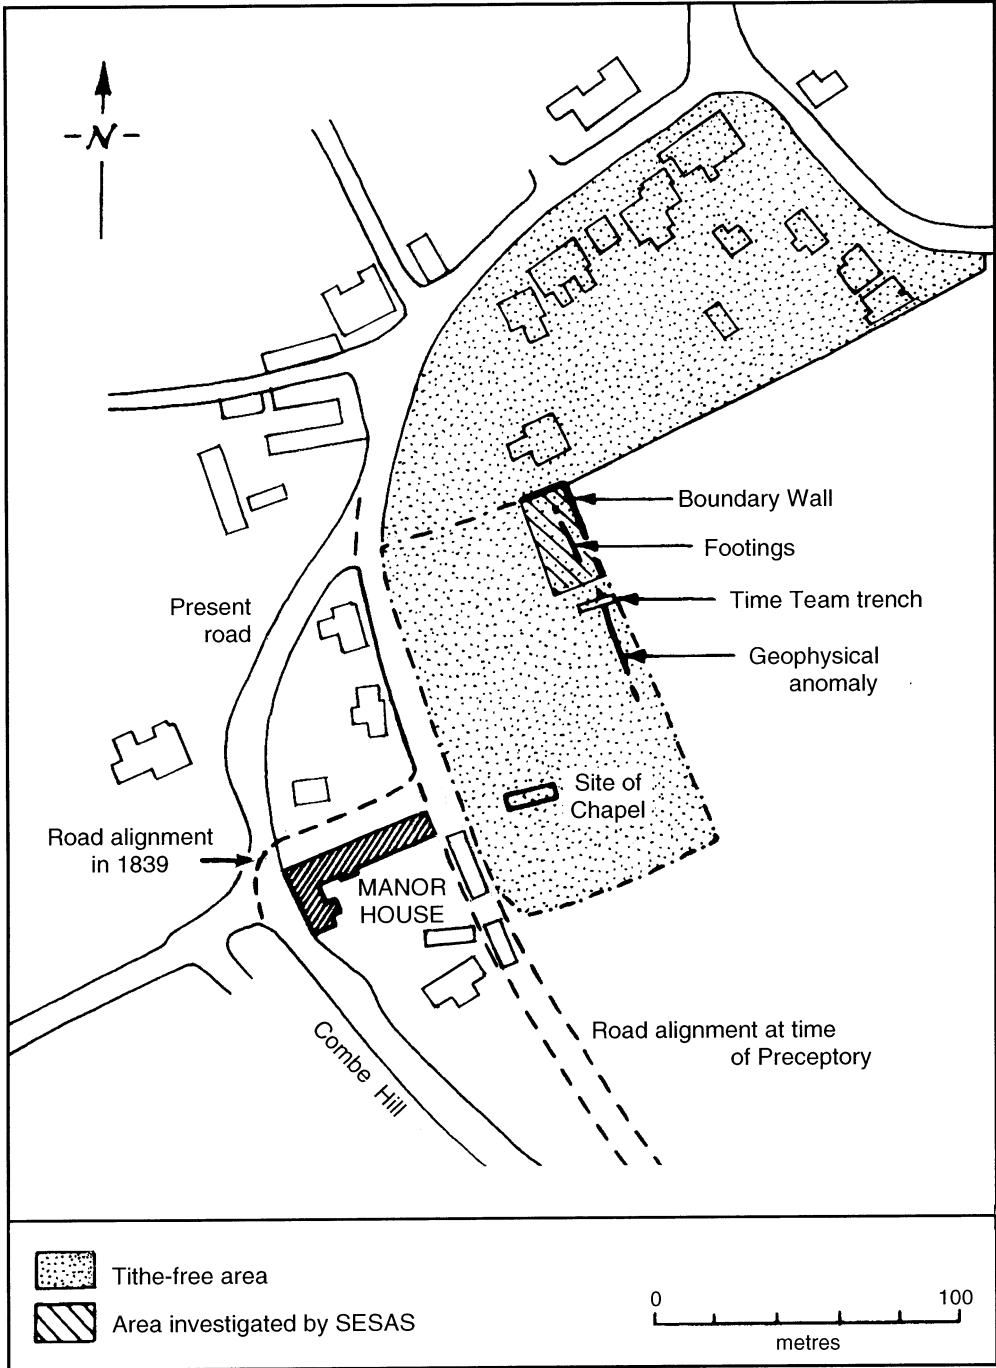 N
Boundary Wall
Footings
Present
road
Time Team trench
Geophysical
anomaly
Site of
Chapel
Road alignment
in 1839
MANOR
HOUSE
Road alignment at time
of Preceptory
Combe Hill
Tithe-free area
Area investigated by SESAS
0
100
metres